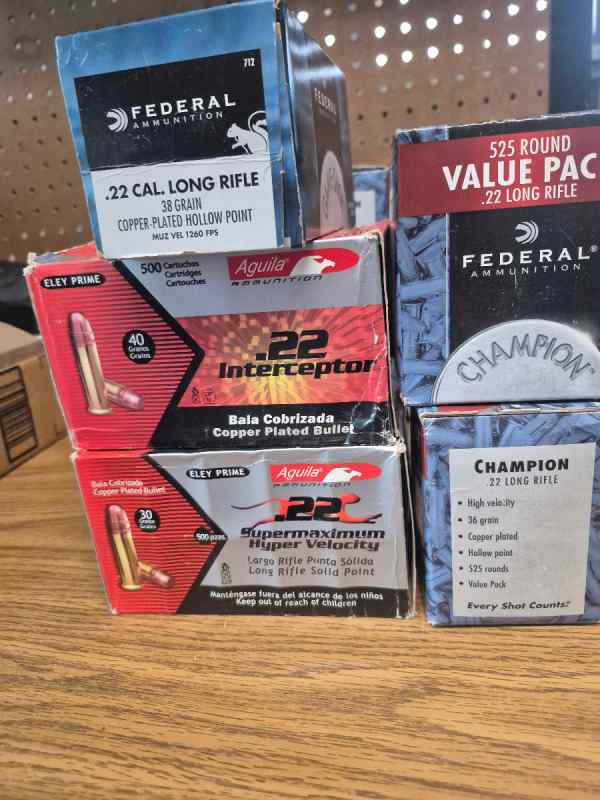 712
FEDERAL
AMMUNITION
.22 CAL. LONG RIFLE
38 GRAIN
COPPER-PLATED HOLLOW POINT
MUZ VEL 1260 FPS
FEDERAL
ELEY PRIME
500 Cartuchos
Cartridges
Cartouches
Aguila®
AMMUNITION
40
Granos
Grains
.22
Interceptor
Bala Cobrizada
Copper Plated Bullet
Bala Cobrizada
Copper Plated Bullet
ELEY PRIME
Aguila®
AMMUNITION
30
Granos
Grains
500 pzas.
.22
Supermaximum
Hyper Velocity
Largo Rifle Punta Sólida
Long Rifle Solid Point
Manténgase fuera del alcance de los niños
Keep out of reach of children
525 ROUND
VALUE PAC
.22 LONG RIFLE
FEDERAL®
AMMUNITION
CHAMPION
CHAMPION
.22 LONG RIFLE
• High velocity
• 36 grain
• Copper plated
• Hollow point
• 525 rounds
• Value Pack
Every Shot Counts!®